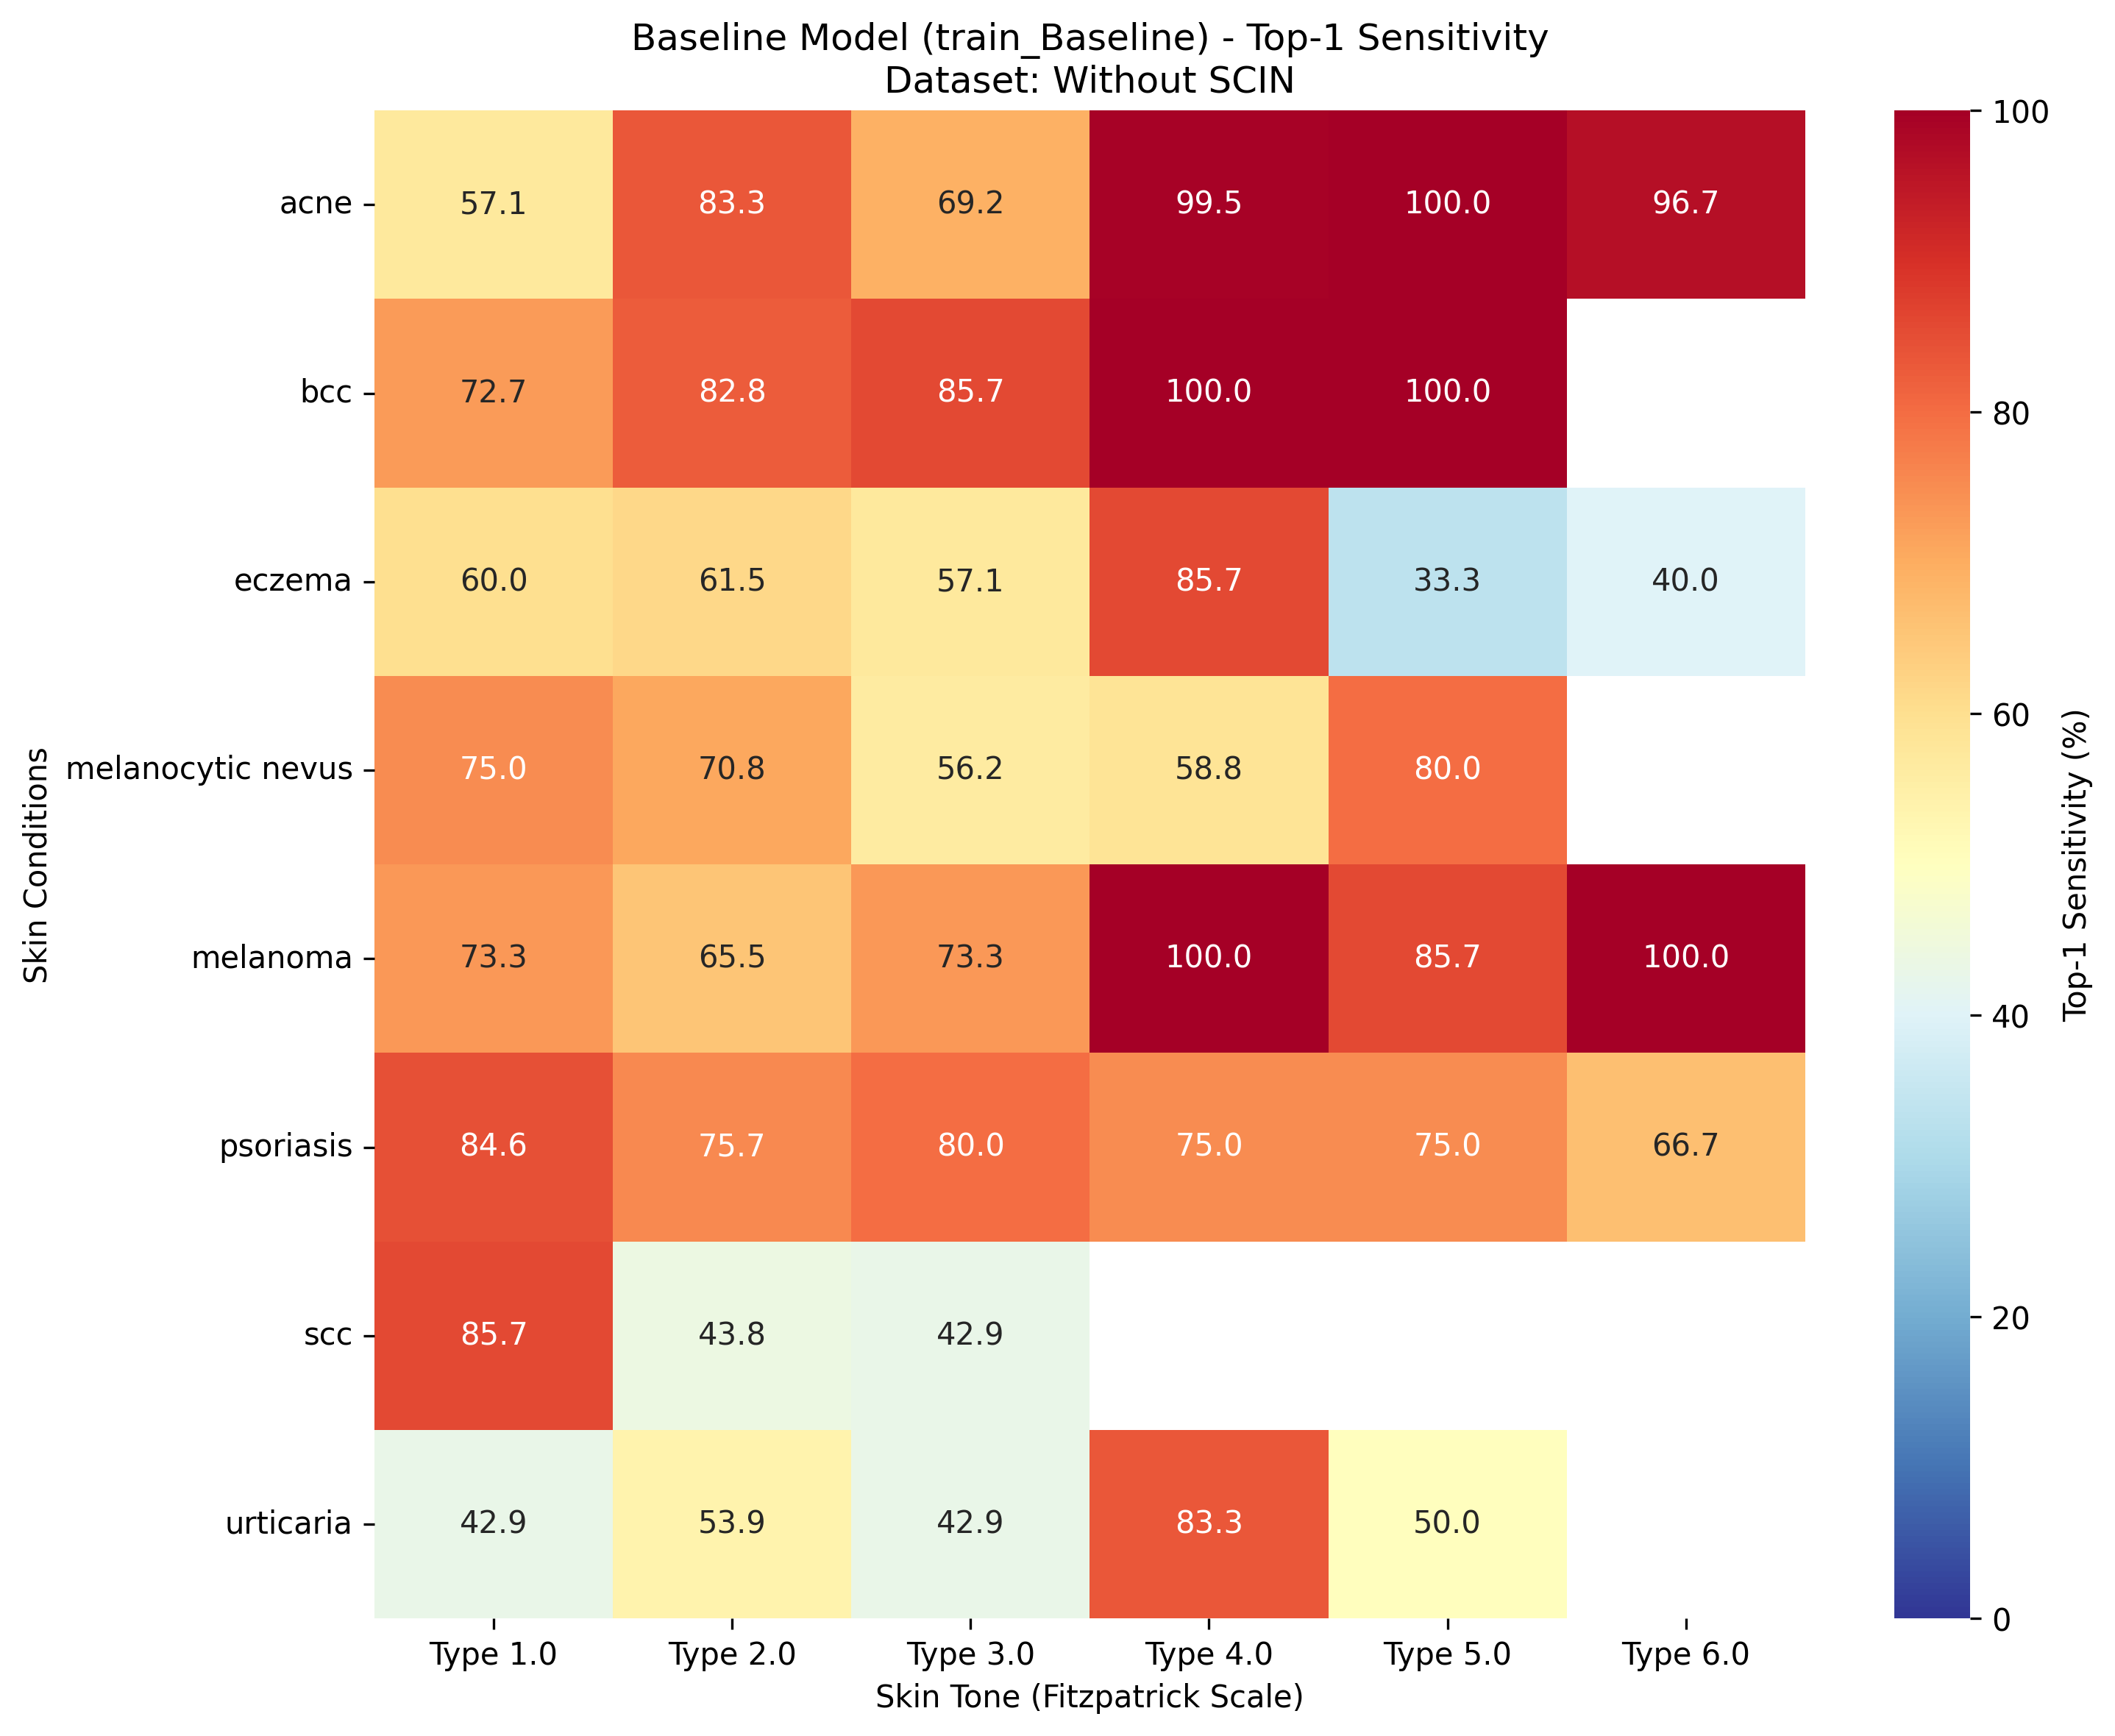 Baseline Model (train_Baseline) - Top-1 Sensitivity
Dataset: Without SCIN
acne 57.1 83.3 69.2 99.5 100.0 96.7
bcc 72.7 82.8 85.7 100.0 100.0
eczema 60.0 61.5 57.1 85.7 33.3 40.0
melanocytic nevus 75.0 70.8 56.2 58.8 80.0
melanoma 73.3 65.5 73.3 100.0 85.7 100.0
psoriasis 84.6 75.7 80.0 75.0 75.0 66.7
scc 85.7 43.8 42.9
urticaria 42.9 53.9 42.9 83.3 50.0
Type 1.0 Type 2.0 Type 3.0 Type 4.0 Type 5.0 Type 6.0
Skin Tone (Fitzpatrick Scale)
Skin Conditions
100
80
60
40
20
0
Top-1 Sensitivity (%)